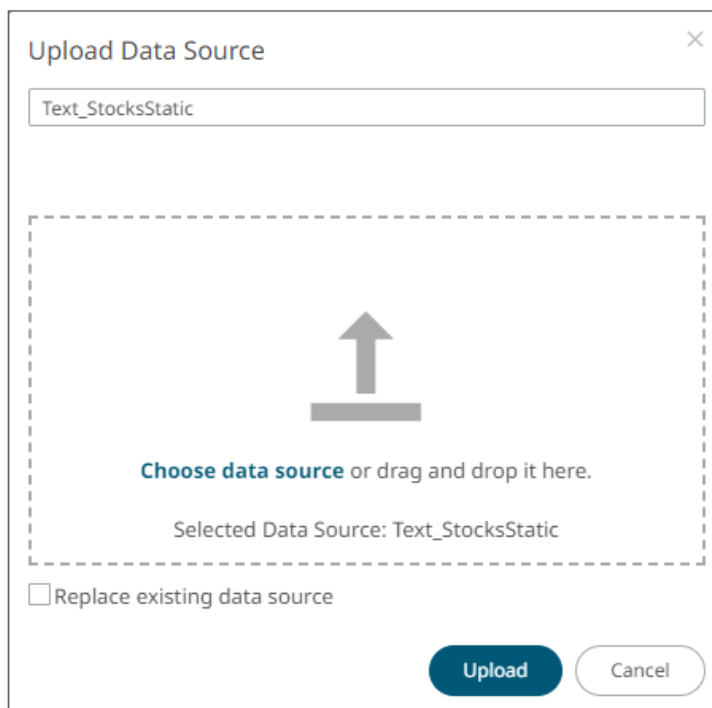 Upload Data Source
Text_StocksStatic
Choose data source or drag and drop it here.
Selected Data Source: Text_StocksStatic
Replace existing data source
Upload
Cancel